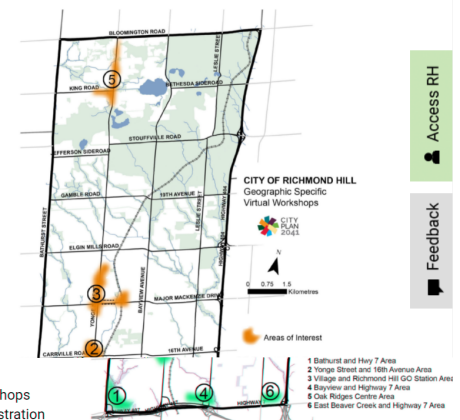 BLOOMINGTON ROAD
LESLIE STREET
5
KING ROAD
BETHESDA SIDEROAD
STOUFFVILLE ROAD
JEFFERSON SIDEROAD
GAMBLE ROAD
19TH AVENUE
BATHURST STREET
LESLIE STREET
HIGHWAY 404
ELGIN MILLS ROAD
BAYVIEW AVENUE
3
MAJOR MACKENZIE DRIVE
CARRVILLE ROAD
2
16TH AVENUE
1
4
6
CITY OF RICHMOND HILL
Geographic Specific
Virtual Workshops
CITY
PLAN
2041
N
0 0.75 1.5
Kilometres
Areas of Interest
1 Bathurst and Hwy 7 Area
2 Yonge Street and 16th Avenue Area
3 Village and Richmond Hill GO Station Area
4 Bayview and Highway 7 Area
5 Oak Ridges Centre Area
6 East Beaver Creek and Highway 7 Area
Access RH
Feedback
hops
stration